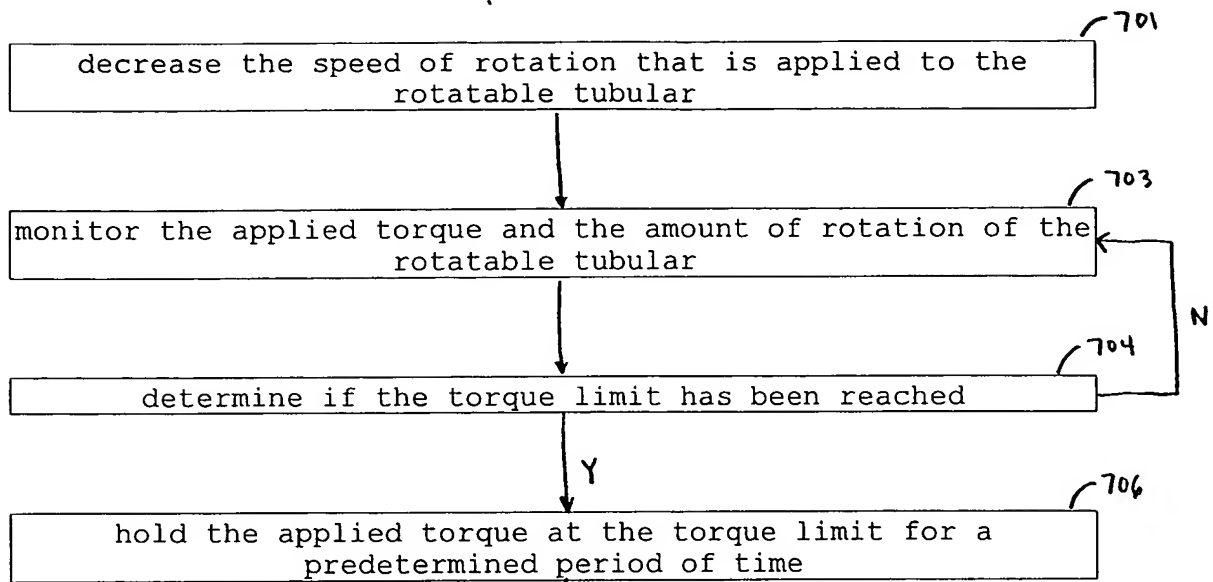 701
decrease the speed of rotation that is applied to the
rotatable tubular
703
monitor the applied torque and the amount of rotation of the
rotatable tubular
N
704
determine if the torque limit has been reached
Y
706
hold the applied torque at the torque limit for a
predetermined period of time